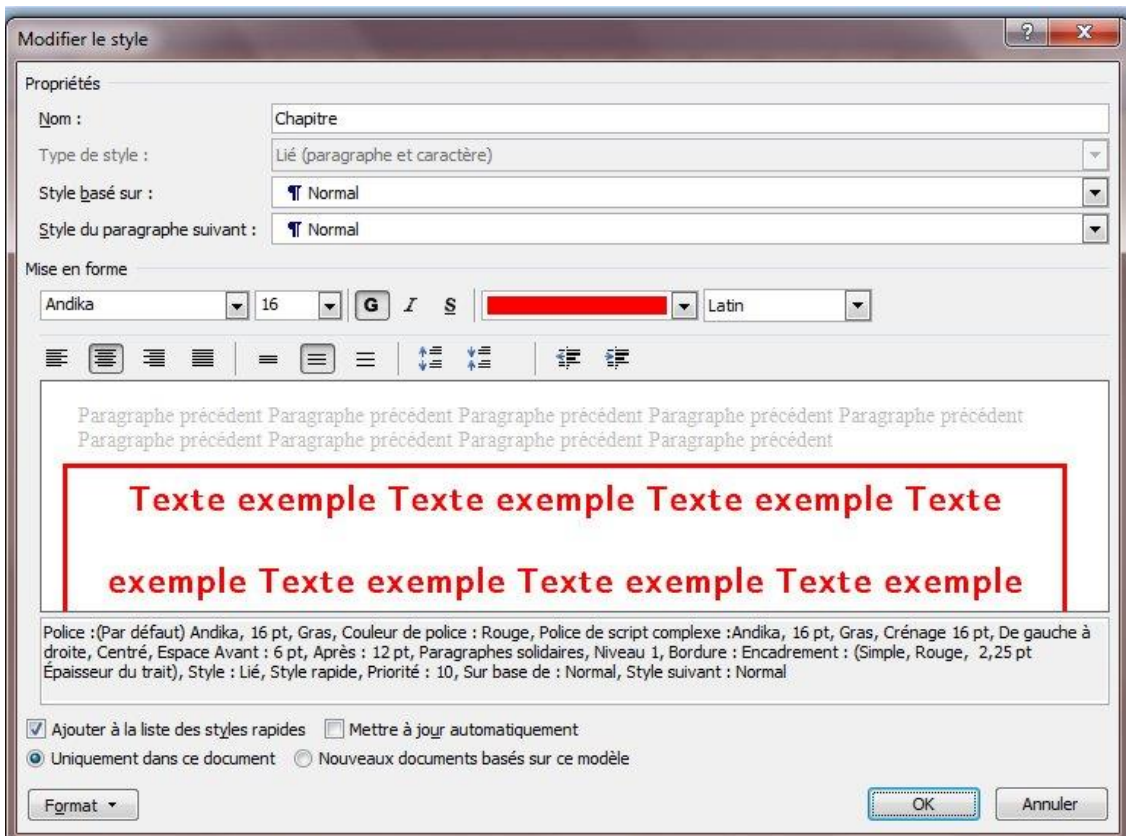 Modifier le style
Propriétés
Nom : Chapitre
Type de style : Lié (paragraphe et caractère)
Style basé sur : ¶ Normal
Style du paragraphe suivant : ¶ Normal
Mise en forme
Andika 16 G I S Latin
Paragraphe précédent Paragraphe précédent Paragraphe précédent Paragraphe précédent Paragraphe précédent
Paragraphe précédent Paragraphe précédent Paragraphe précédent Paragraphe précédent
Texte exemple Texte exemple Texte exemple Texte
exemple Texte exemple Texte exemple Texte exemple
Police :(Par défaut) Andika, 16 pt, Gras, Couleur de police : Rouge, Police de script complexe :Andika, 16 pt, Gras, Crénage 16 pt, De gauche à
droite, Centré, Espace Avant : 6 pt, Après : 12 pt, Paragraphes solidaires, Niveau 1, Bordure : Encadrement : (Simple, Rouge, 2,25 pt
Épaisseur du trait), Style : Lié, Style rapide, Priorité : 10, Sur base de : Normal, Style suivant : Normal
Ajouter à la liste des styles rapides Mettre à jour automatiquement
Uniquement dans ce document Nouveaux documents basés sur ce modèle
Format OK Annuler